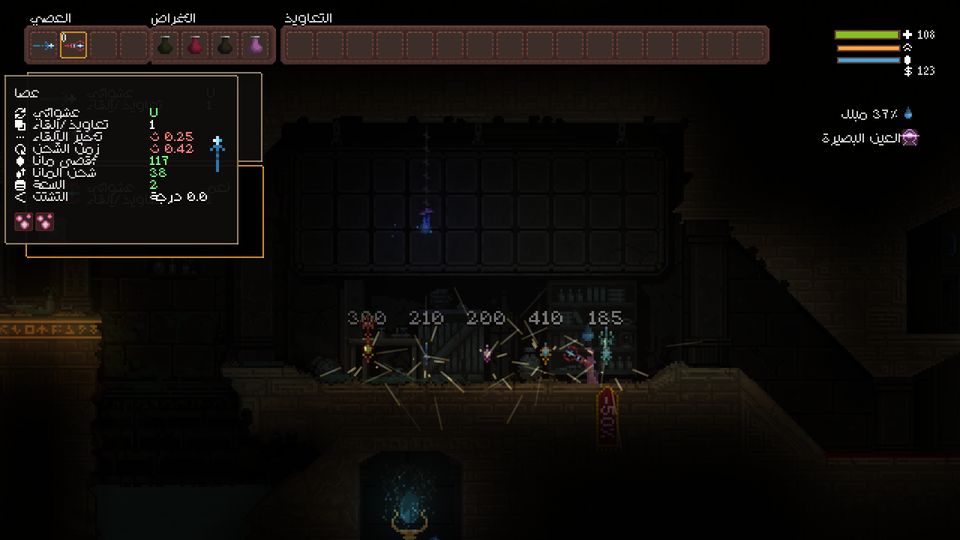 العصي
الأغراض
التعاويذ
108
$ 123
37٪ مبلل
العين البصيرة
عصا
عشوائي U
تعاويذ/إلقاء 1
تأخير الإلقاء 0.25 ث
زمن الشحن 0.42 ث
أقصى مانا 117
شحن المانا 38
السعة 2
التشتت 0.0 درجة
300 210 200 410 185
-50%